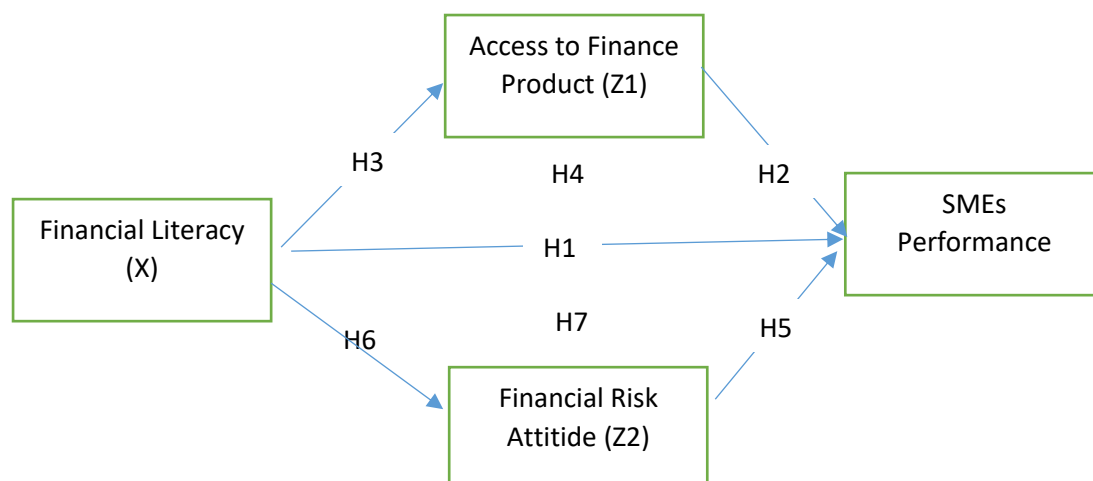 Access to Finance
Product (Z1)
H3
H4
H2
Financial Literacy
(X)
SMEs
Performance
H1
H7
H6
H5
Financial Risk
Attitide (Z2)